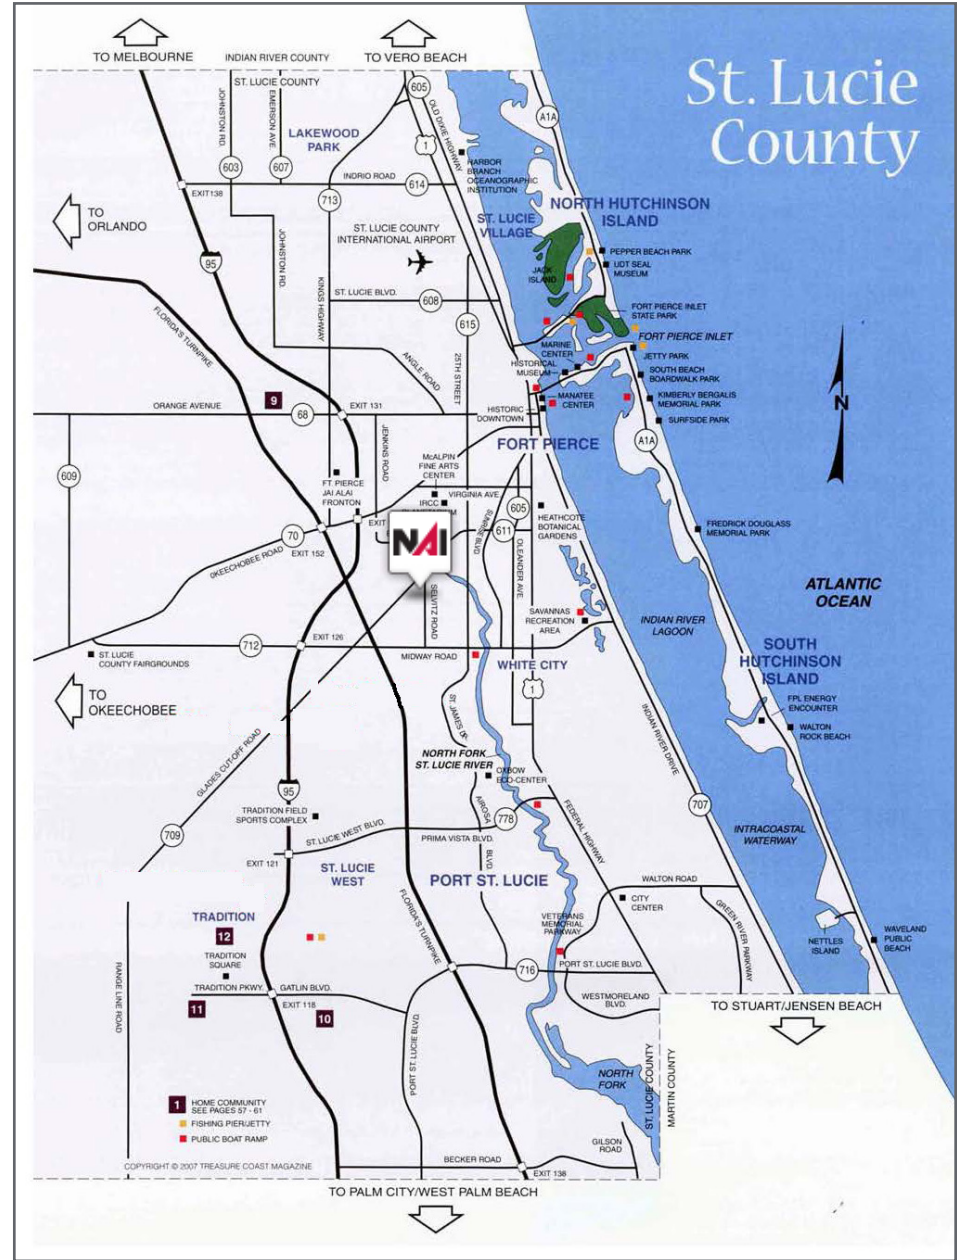 TO MELBOURNE
INDIAN RIVER COUNTY
TO VERO BEACH
ST. LUCIE COUNTY
St. Lucie
County
JOHNSTON RD.
EMERSON AVE.
605
OLD DIXIE HIGHWAY
A1A
LAKEWOOD
PARK
1
603
607
INDRIO ROAD
614
HARBOR
BRANCH
OCEANOGRAPHIC
INSTITUTION
EXIT138
713
TO
ORLANDO
ST. LUCIE
VILLAGE
NORTH HUTCHINSON
ISLAND
ST. LUCIE COUNTY
INTERNATIONAL AIRPORT
JOHNSTON RD.
95
PEPPER BEACH PARK
UDT SEAL
MUSEUM
JACK
ISLAND
KINGS HIGHWAY
ST. LUCIE BLVD.
608
FLORIDA'S TURNPIKE
615
FORT PIERCE INLET
STATE PARK
FORT PIERCE INLET
MARINE
CENTER
JETTY PARK
HISTORICAL
MUSEUM
ANGLE ROAD
25TH STREET
SOUTH BEACH
BOARDWALK PARK
MANATEE
CENTER
KIMBERLY BERGALIS
MEMORIAL PARK
N
9
ORANGE AVENUE
68
EXIT 131
HISTORIC
DOWNTOWN
SURFSIDE PARK
JENKINS ROAD
FORT PIERCE
A1A
609
McALPIN
FINE ARTS
CENTER
FT. PIERCE
JAI ALAI
FRONTON
VIRGINIA AVE.
IRCC
605
SUNRISE BLVD.
611
HEATHCOTE
BOTANICAL
GARDENS
EXIT
70
EXIT 152
NAI
OKEECHOBEE ROAD
OLEANDER AVE.
FREDRICK DOUGLASS
MEMORIAL PARK
ATLANTIC
OCEAN
SELVITZ ROAD
SAVANNAS
RECREATION
AREA
INDIAN RIVER
LAGOON
712
EXIT 126
ST. LUCIE
COUNTY FAIRGROUNDS
MIDWAY ROAD
WHITE CITY
SOUTH
HUTCHINSON
ISLAND
1
TO
OKEECHOBEE
FPL ENERGY
ENCOUNTER
WALTON
ROCK BEACH
ST. JAMES DR.
INDIAN RIVER DRIVE
GLADES CUT-OFF ROAD
NORTH FORK
ST. LUCIE RIVER
OXBOW
ECO-CENTER
95
AIROSA
BLVD.
707
TRADITION FIELD
SPORTS COMPLEX
ST. LUCIE WEST BLVD.
778
FEDERAL HIGHWAY
709
PRIMA VISTA BLVD.
INTRACOASTAL
WATERWAY
EXIT 121
ST. LUCIE
WEST
PORT ST. LUCIE
WALTON ROAD
FLORIDA'S TURNPIKE
CITY
CENTER
GREEN RIVER PARKWAY
TRADITION
12
VETERANS
MEMORIAL
PARKWAY
NETTLES
ISLAND
WAVELAND
PUBLIC
BEACH
TRADITION
SQUARE
RANGE LINE ROAD
716
PORT ST. LUCIE BLVD.
TRADITION PKWY.
GATLIN BLVD.
11
EXIT 118
10
WESTMORELAND
BLVD.
TO STUART/JENSEN BEACH
PORT ST. LUCIE BLVD.
NORTH
FORK
ST. LUCIE COUNTY
MARTIN COUNTY
1
HOME COMMUNITY
SEE PAGES 57 - 61
FISHING PIER/JETTY
PUBLIC BOAT RAMP
GILSON
ROAD
COPYRIGHT © 2007 TREASURE COAST MAGAZINE
BECKER ROAD
EXIT 138
TO PALM CITY/WEST PALM BEACH